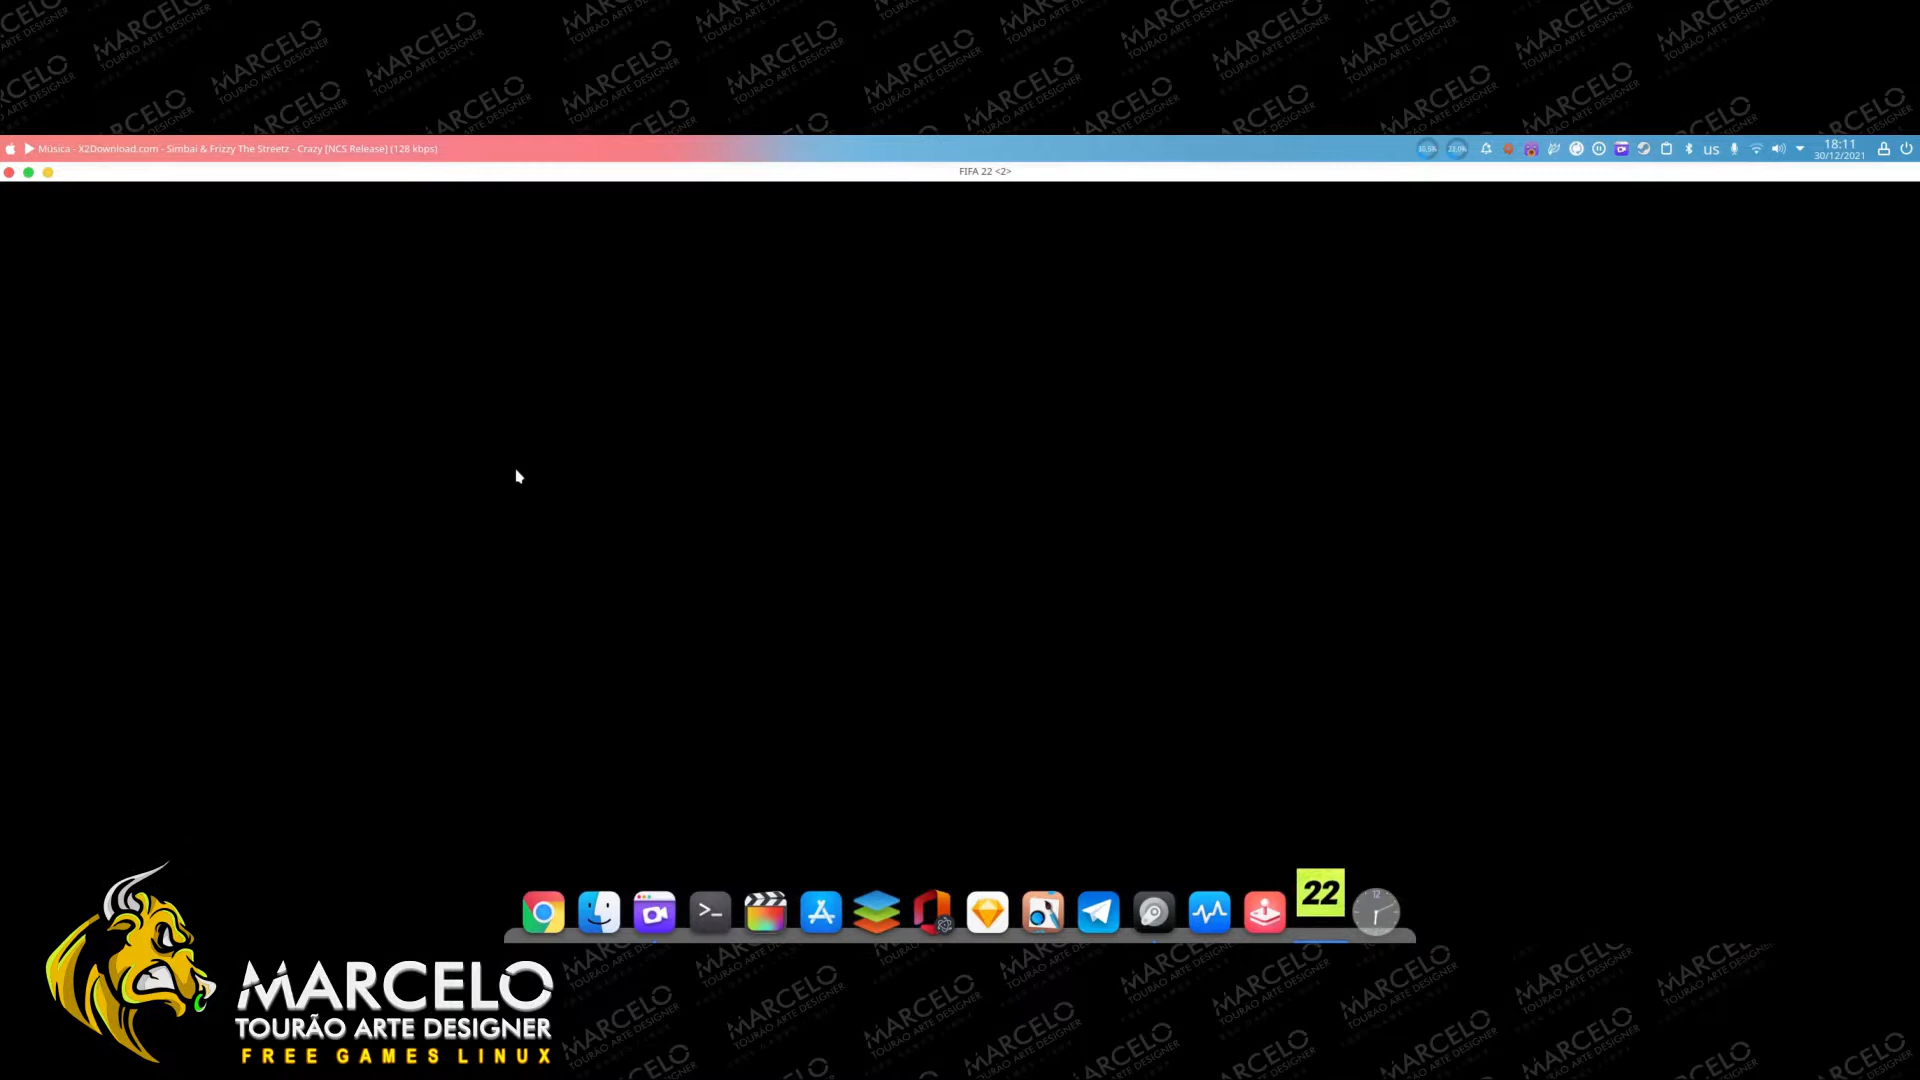 Música - X2Download.com - Simbai & Frizzy The Streetz - Crazy [NCS Release] (128 kbps)
us
18:11
30/12/2021
FIFA 22 <2>
22
12
MARCELO
TOURÃO ARTE DESIGNER
FREE GAMES LINUX